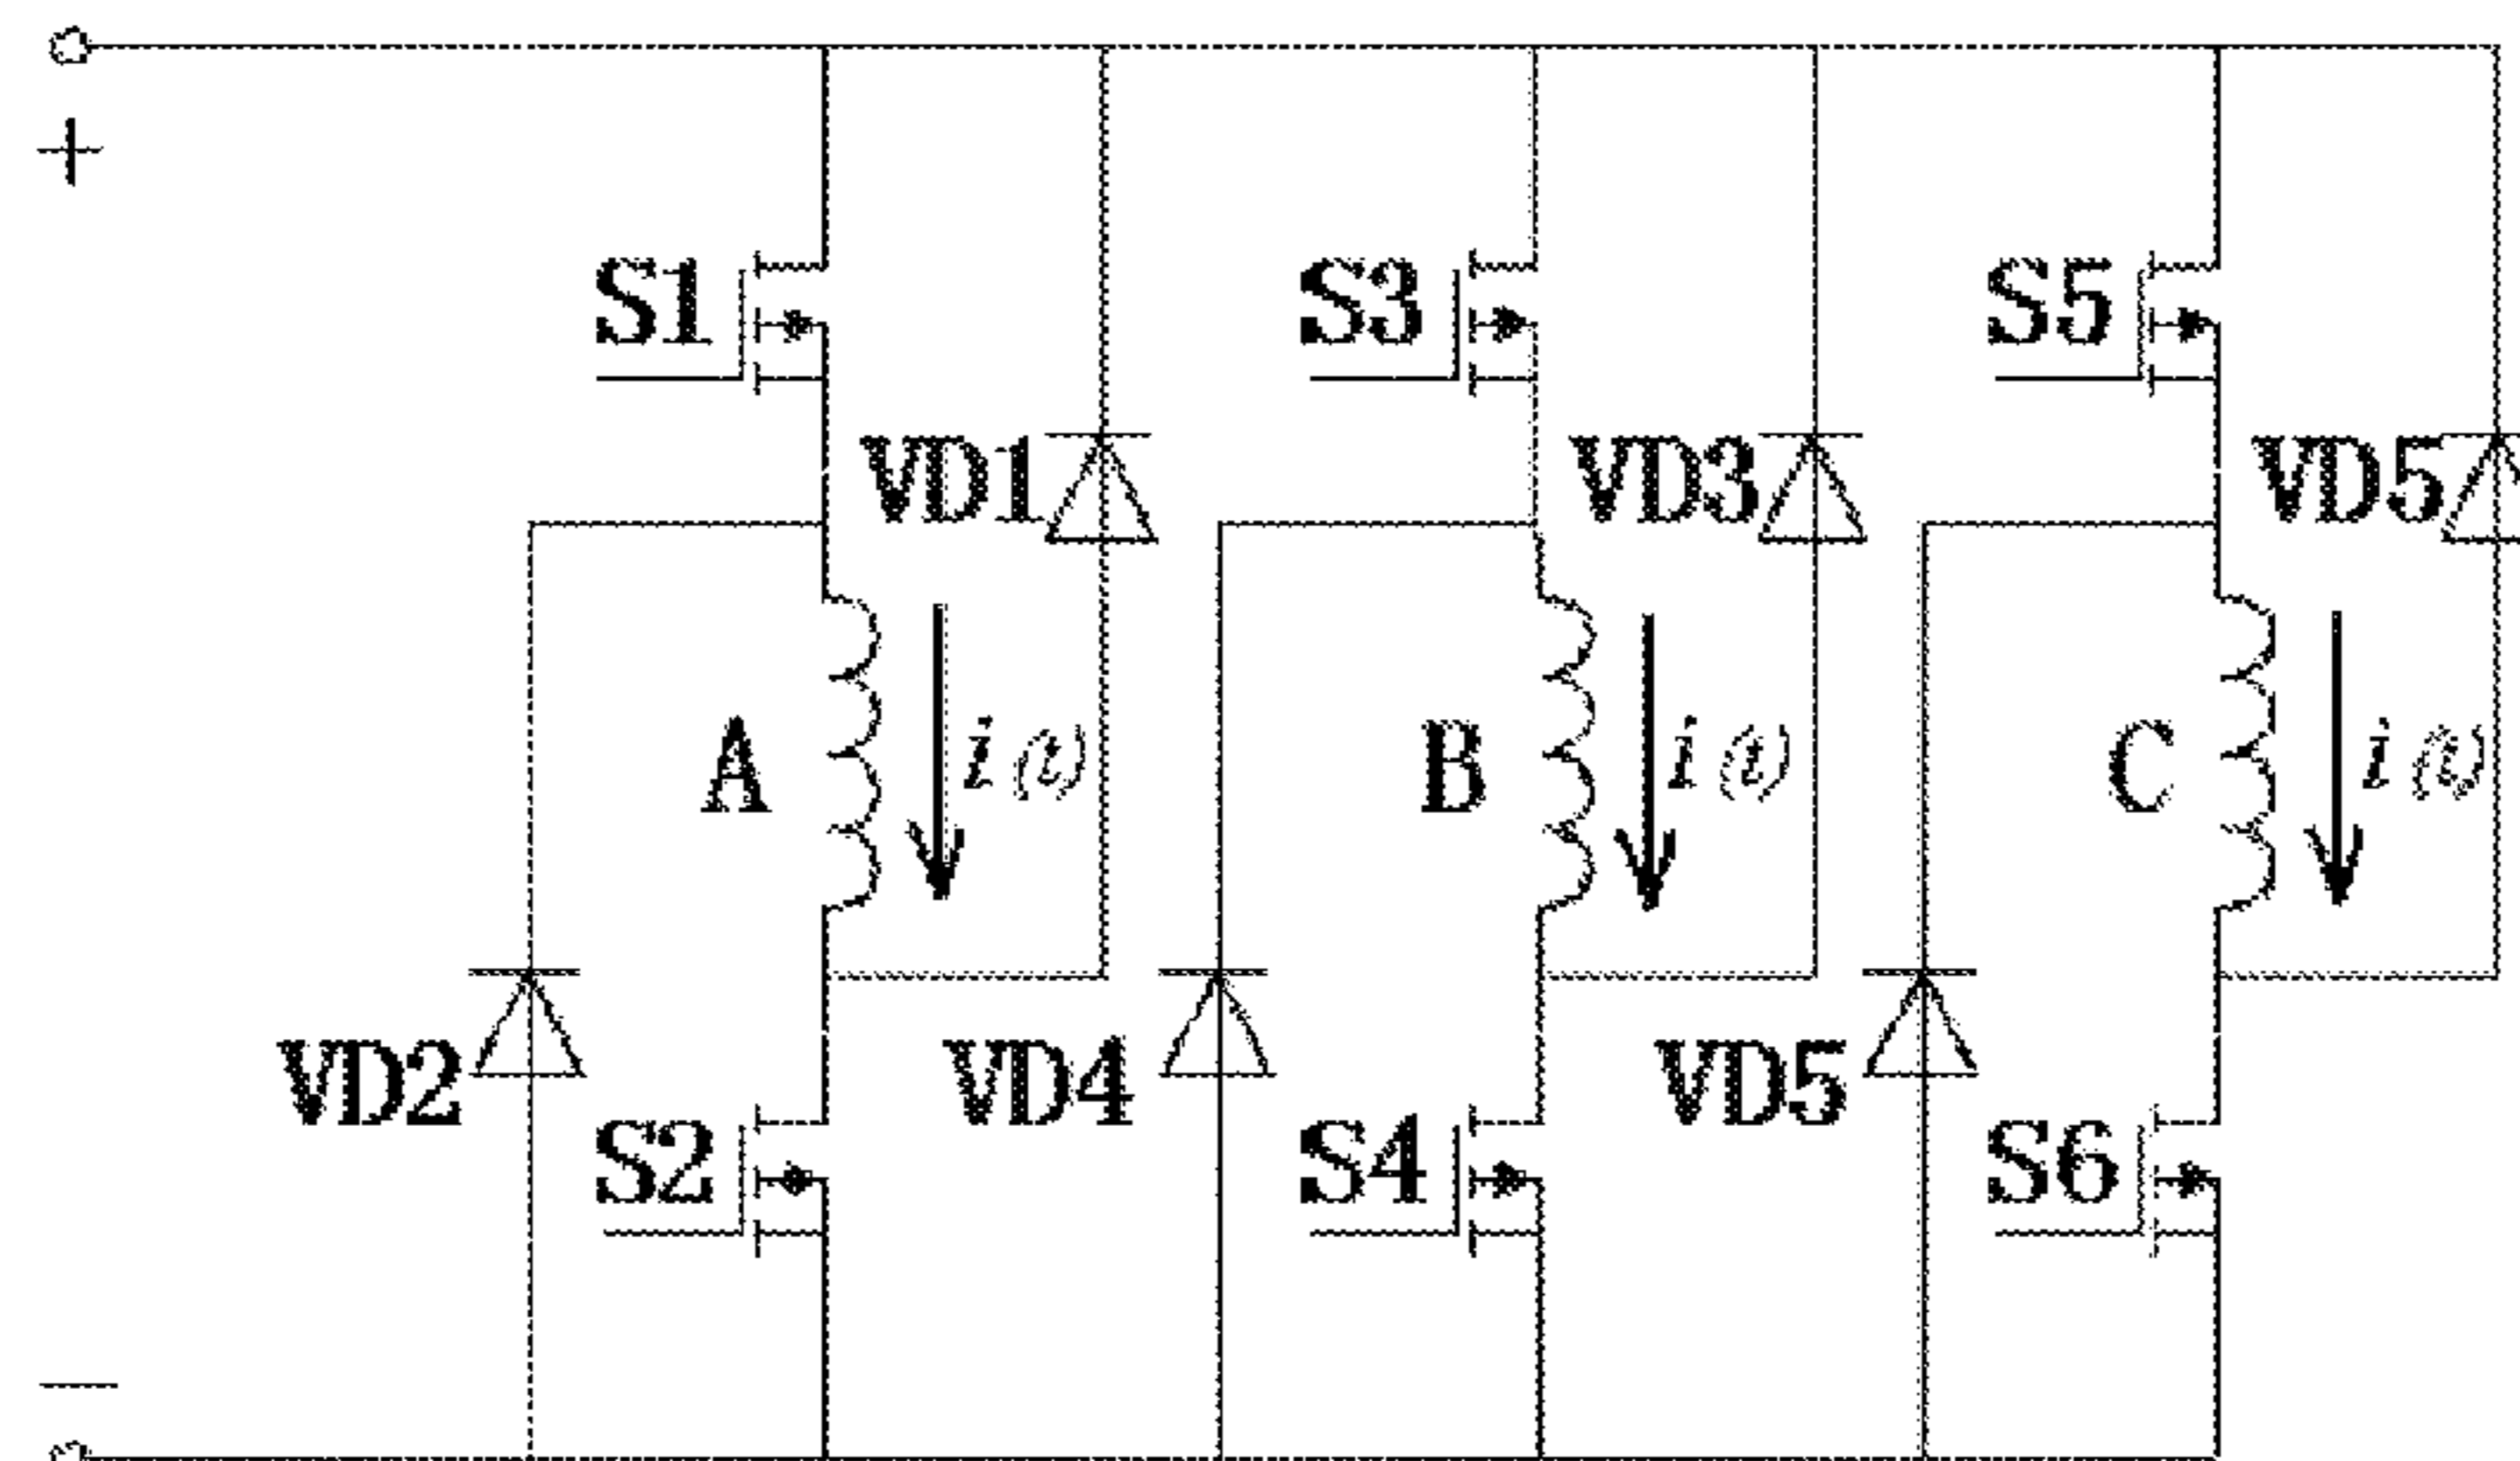 +
S1 S3 S5
VD1 VD3 VD5
A i(t) B i(t) C i(t)
VD2 VD4 VD5
S2 S4 S6
—